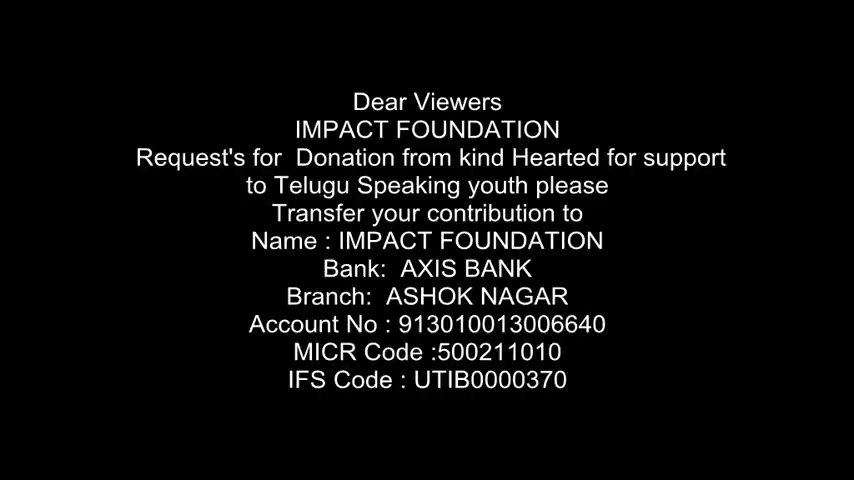 Dear Viewers
IMPACT FOUNDATION
Request's for  Donation from kind Hearted for support
to Telugu Speaking youth please
Transfer your contribution to
Name : IMPACT FOUNDATION
Bank:  AXIS BANK
Branch:  ASHOK NAGAR
Account No : 913010013006640
MICR Code :500211010
IFS Code : UTIB0000370